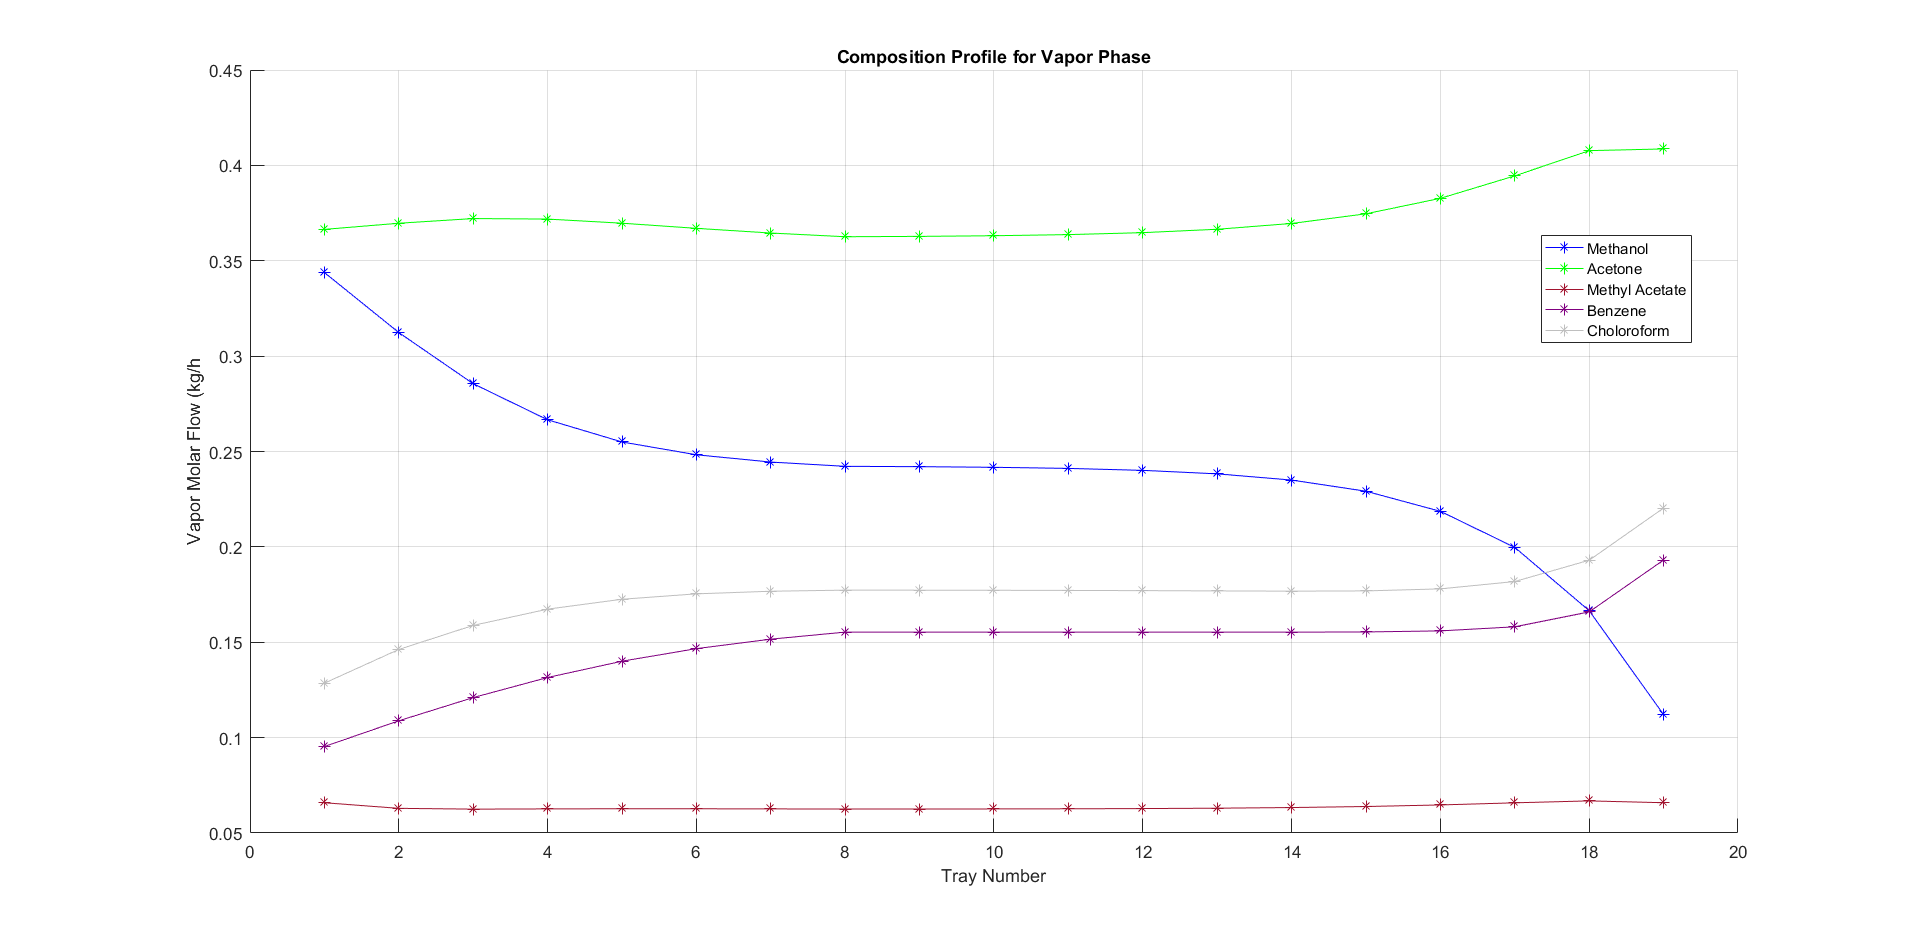 Composition Profile for Vapor Phase
0.45
0.4
0.35
0.3
0.25
0.2
0.15
0.1
0.05
Vapor Molar Flow (kg/h
Methanol
Acetone
Methyl Acetate
Benzene
Choloroform
0 2 4 6 8 10 12 14 16 18 20
Tray Number